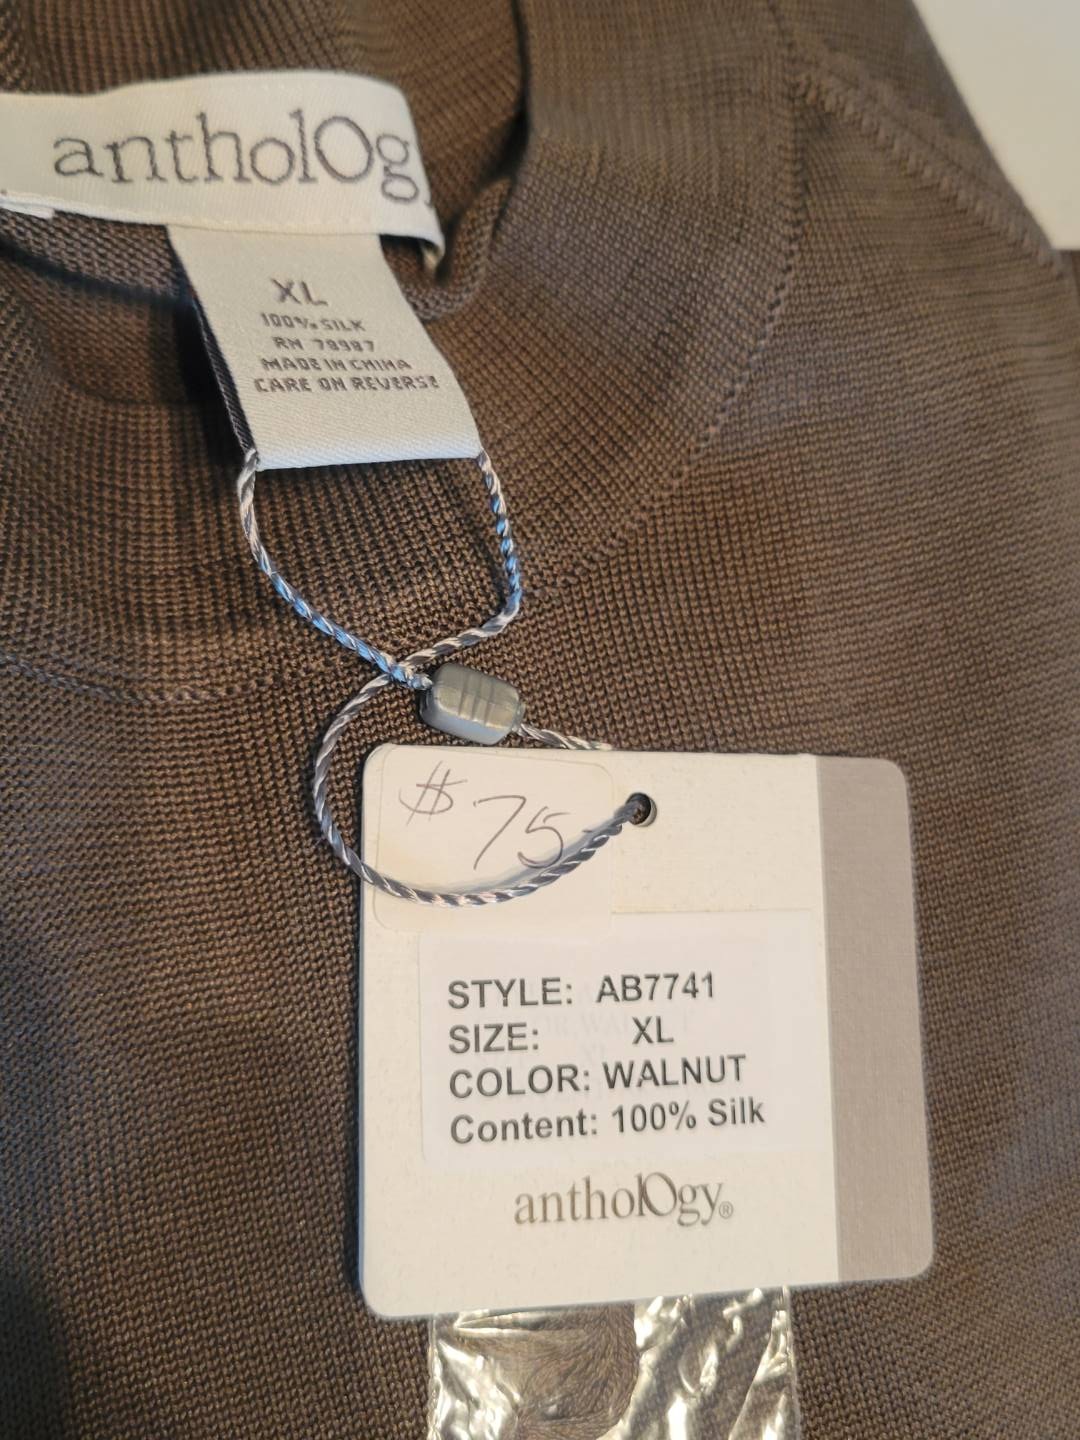 anthology
XL
100% SILK
RN 78987
MADE IN CHINA
CARE ON REVERSE
$75
STYLE: AB7741
SIZE: XL
COLOR: WALNUT
Content: 100% Silk
anthology®